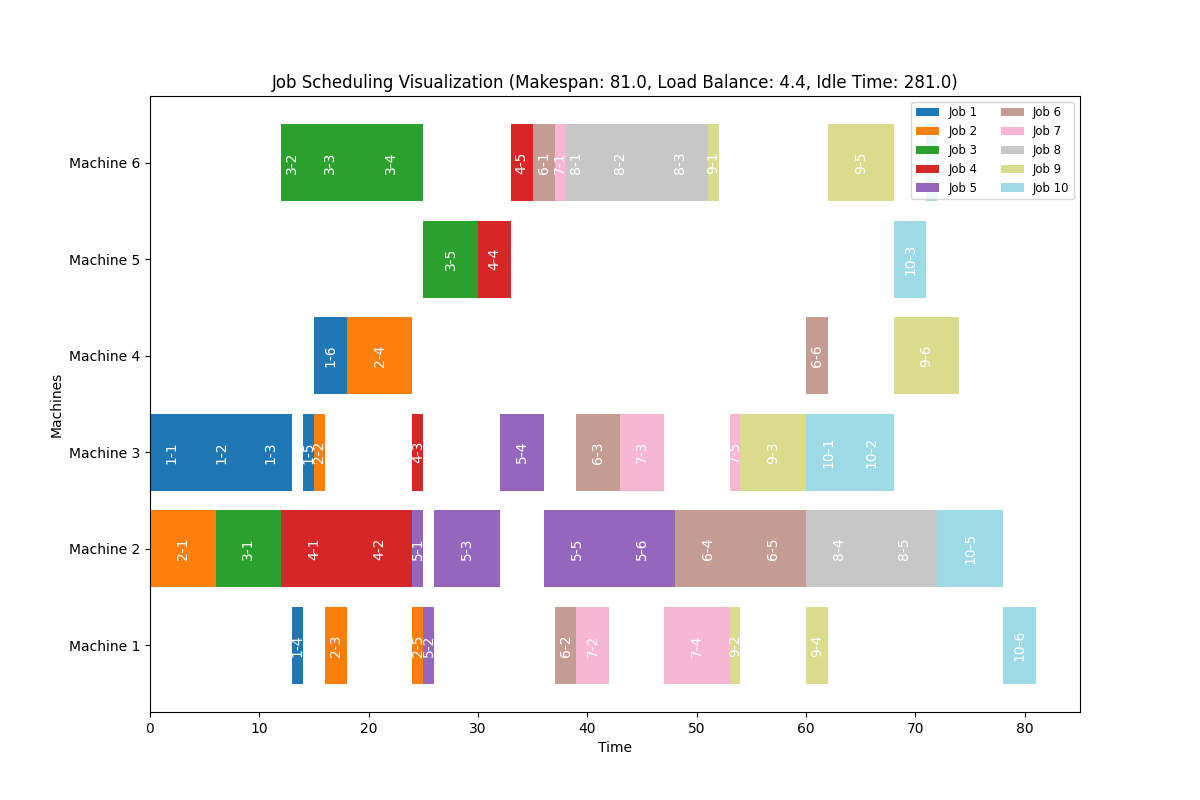 Job Scheduling Visualization (Makespan: 81.0, Load Balance: 4.4, Idle Time: 281.0)
Job 1 Job 6
Job 2 Job 7
Job 3 Job 8
Job 4 Job 9
Job 5 Job 10
Machine 6 3-2 3-3 3-4 4-5 6-1 7-1 8-1 8-2 8-3 9-1 9-5
Machine 5 3-5 4-4 10-3
Machine 4 1-6 2-4 6-6 9-6
Machine 3 1-1 1-2 1-3 1-5 2-2 4-3 5-4 6-3 7-3 7-5 9-3 10-1 10-2
Machine 2 2-1 3-1 4-1 4-2 5-1 5-3 5-5 5-6 6-4 6-5 8-4 8-5 10-5
Machine 1 1-4 2-3 2-5 5-2 6-2 7-2 7-4 9-2 9-4 10-6
Machines
0 10 20 30 40 50 60 70 80
Time